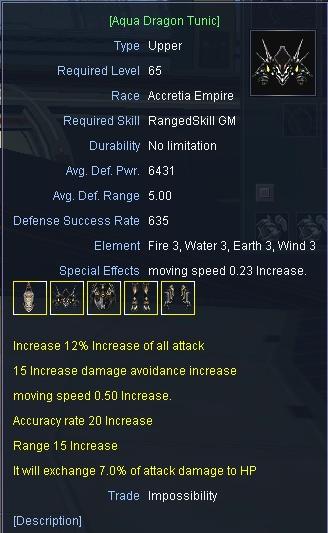 [Aqua Dragon Tunic]
Type Upper
Required Level 65
Race Accretia Empire
Required Skill RangedSkill GM
Durability No limitation
Avg. Def. Pwr. 6431
Avg. Def. Range 5.00
Defense Success Rate 635
Element Fire 3, Water 3, Earth 3, Wind 3
Special Effects moving speed 0.23 Increase.
Increase 12% Increase of all attack
15 Increase damage avoidance increase
moving speed 0.50 Increase.
Accuracy rate 20 Increase
Range 15 Increase
It will exchange 7.0% of attack damage to HP
Trade Impossibility
[Description]